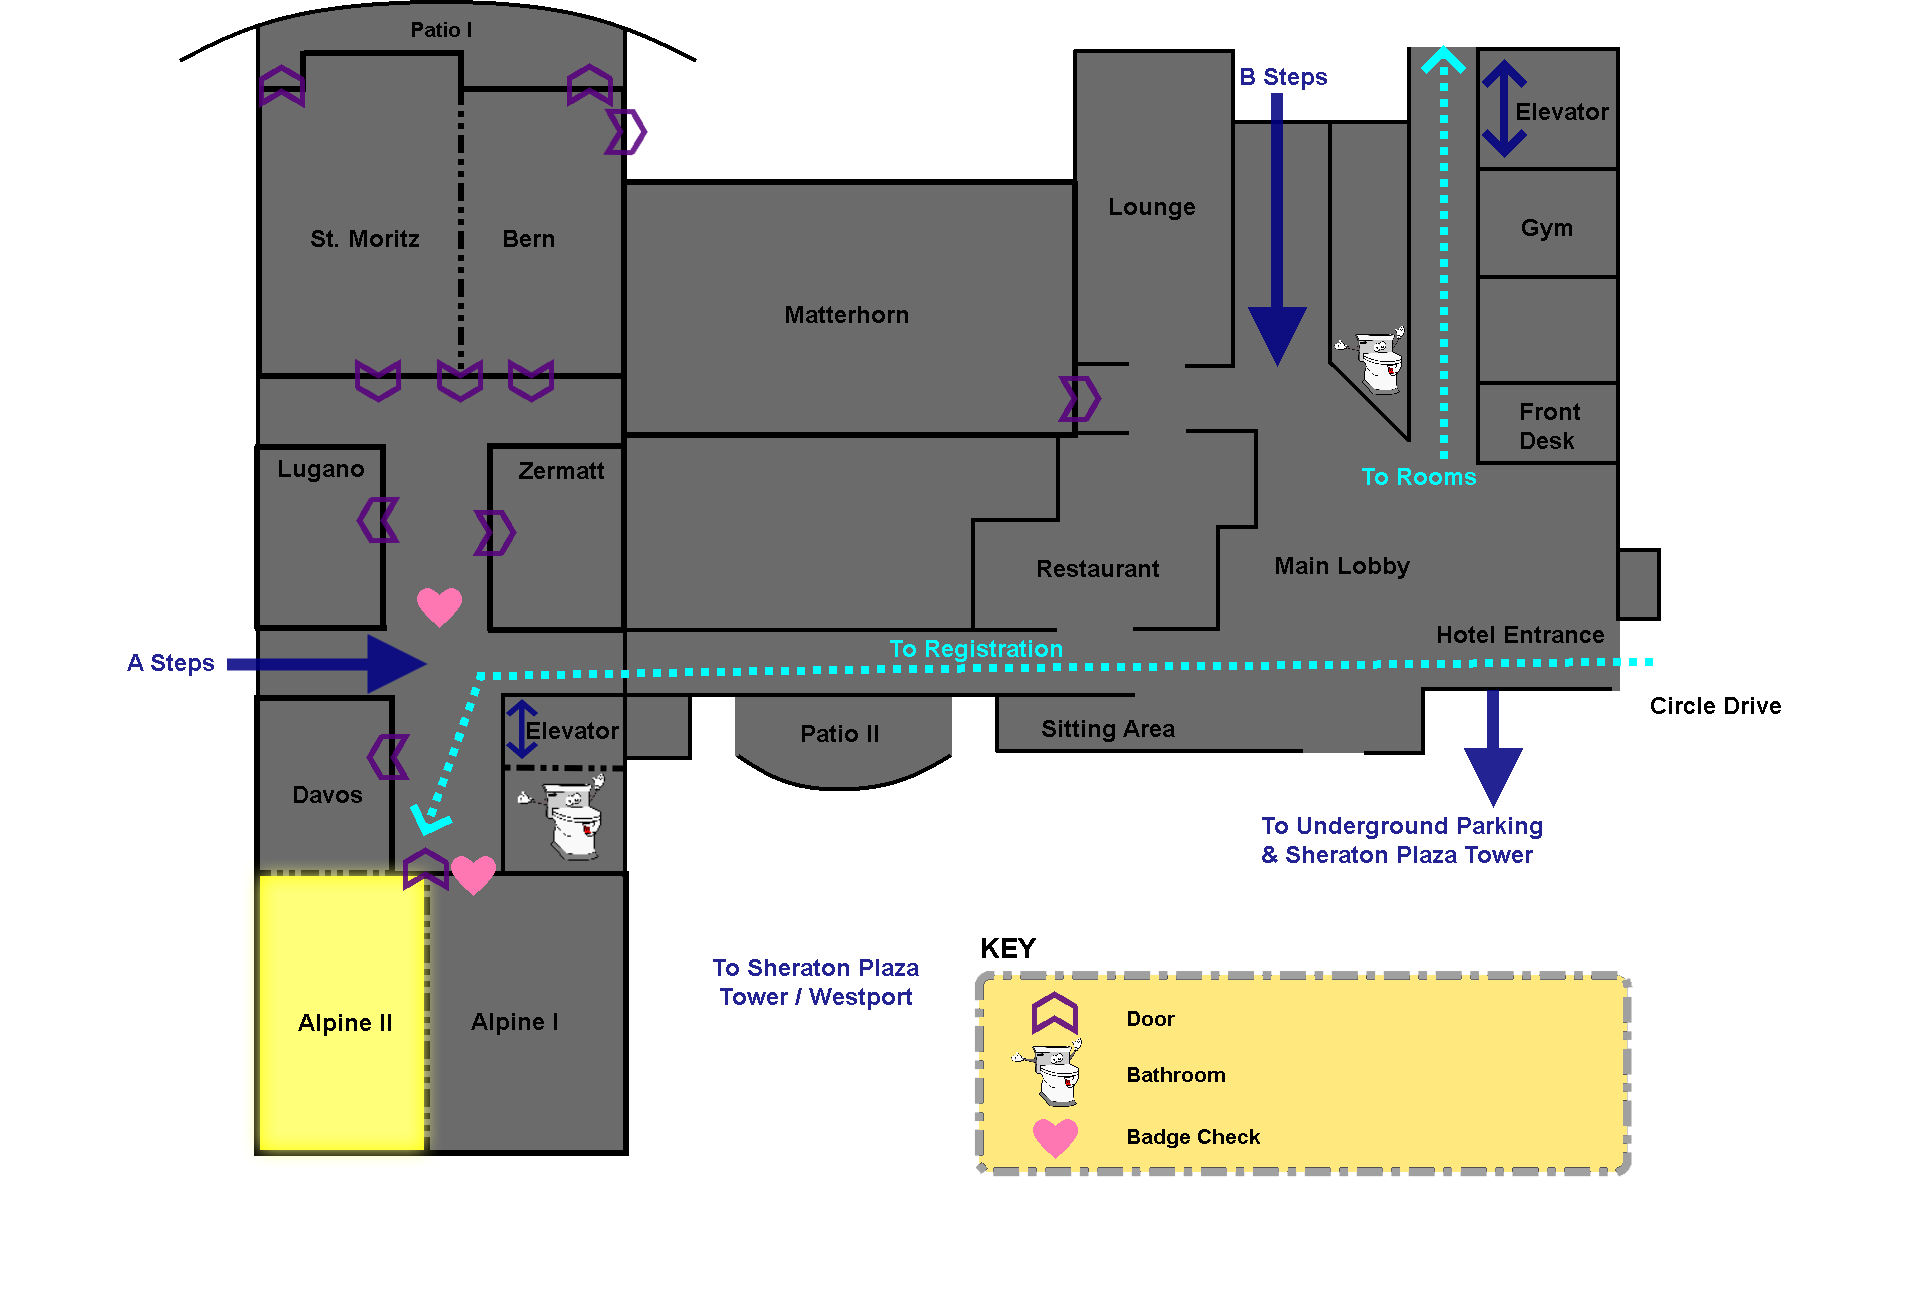 Patio I
B Steps
Elevator
Lounge
Gym
St. Moritz
Bern
Matterhorn
Front
Desk
Lugano
Zermatt
To Rooms
Restaurant
Main Lobby
Hotel Entrance
To Registration
A Steps
Circle Drive
Elevator
Patio II
Sitting Area
Davos
To Underground Parking
& Sheraton Plaza Tower
KEY
To Sheraton Plaza
Tower / Westport
Alpine II
Alpine I
Door
Bathroom
Badge Check